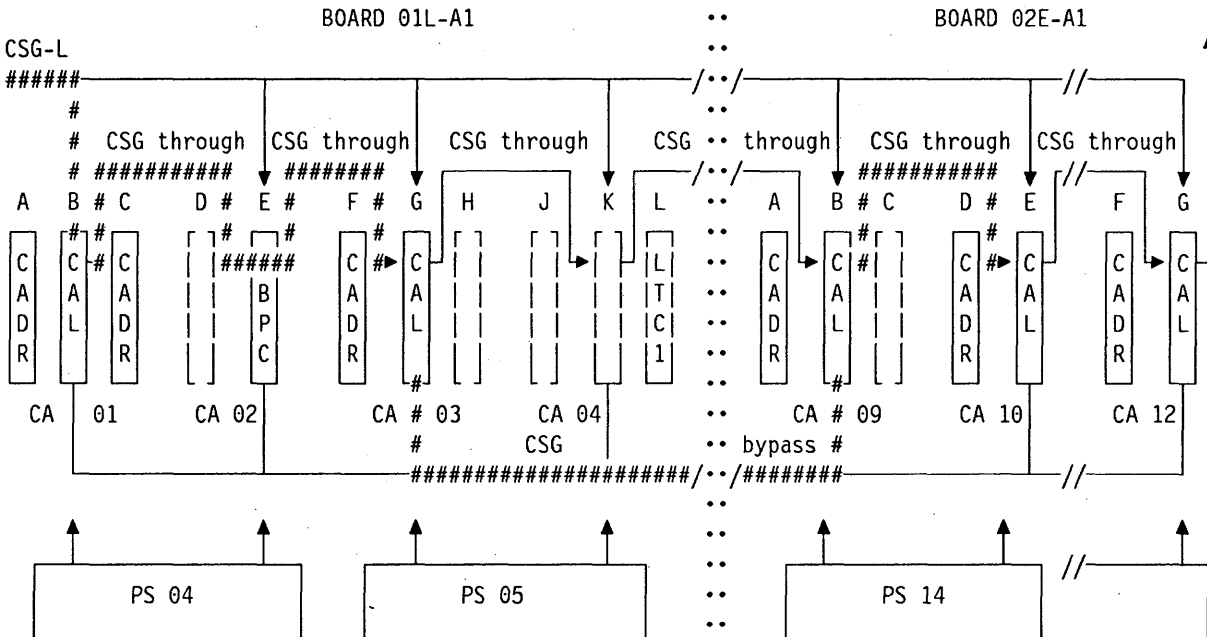 BOARD 01L-A1 BOARD 02E-A1
CSG-L
CSG through CSG through CSG through CSG through CSG through CSG through
A B C D E F G H J K L A B C D E F G
CADR CAL CADR BPC CADR CAL LTC1 CADR CAL CADR CAL CADR CAL
CA 01 CA 02 CA 03 CA 04 CA 09 CA 10 CA 12
CSG bypass
PS 04 PS 05 PS 14